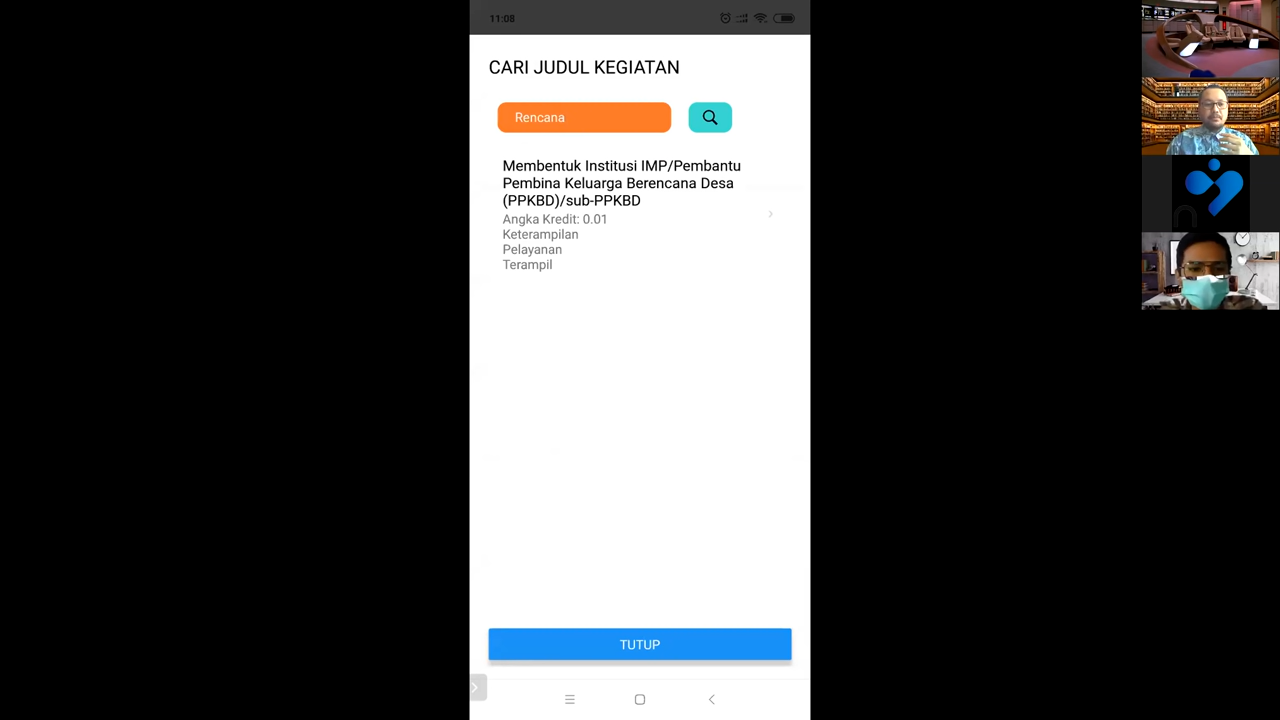 11:08
CARI JUDUL KEGIATAN
Rencana
Membentuk Institusi IMP/Pembantu
Pembina Keluarga Berencana Desa
(PPKBD)/sub-PPKBD
Angka Kredit: 0.01
Keterampilan
Pelayanan
Terampil
TUTUP